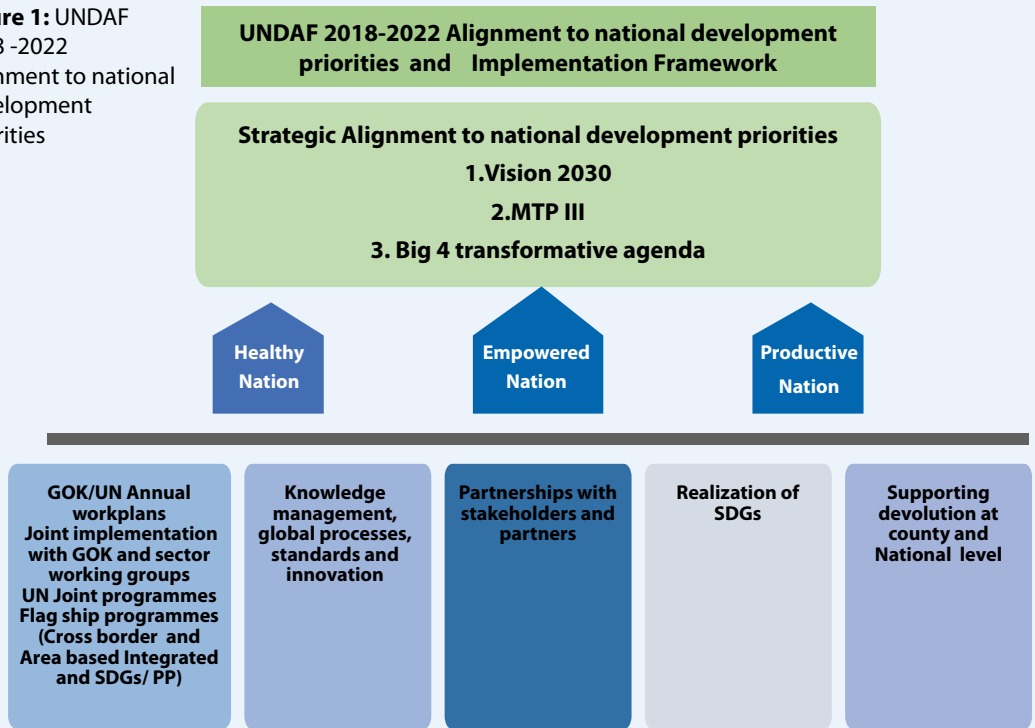 ure 1: UNDAF
-2022
nment to national
elopment
rities
UNDAF 2018-2022 Alignment to national development
priorities and Implementation Framework
Strategic Alignment to national development priorities
1.Vision 2030
2.MTP III
3. Big 4 transformative agenda
Healthy
Nation
Empowered
Nation
Productive
Nation
GOK/UN Annual
workplans
Joint implementation
with GOK and sector
working groups
UN Joint programmes
Flag ship programmes
(Cross border and
Area based Integrated
and SDGs/ PP)
Knowledge
management,
global processes,
standards and
innovation
Partnerships with
stakeholders and
partners
Realization of
SDGs
Supporting
devolution at
county and
National level